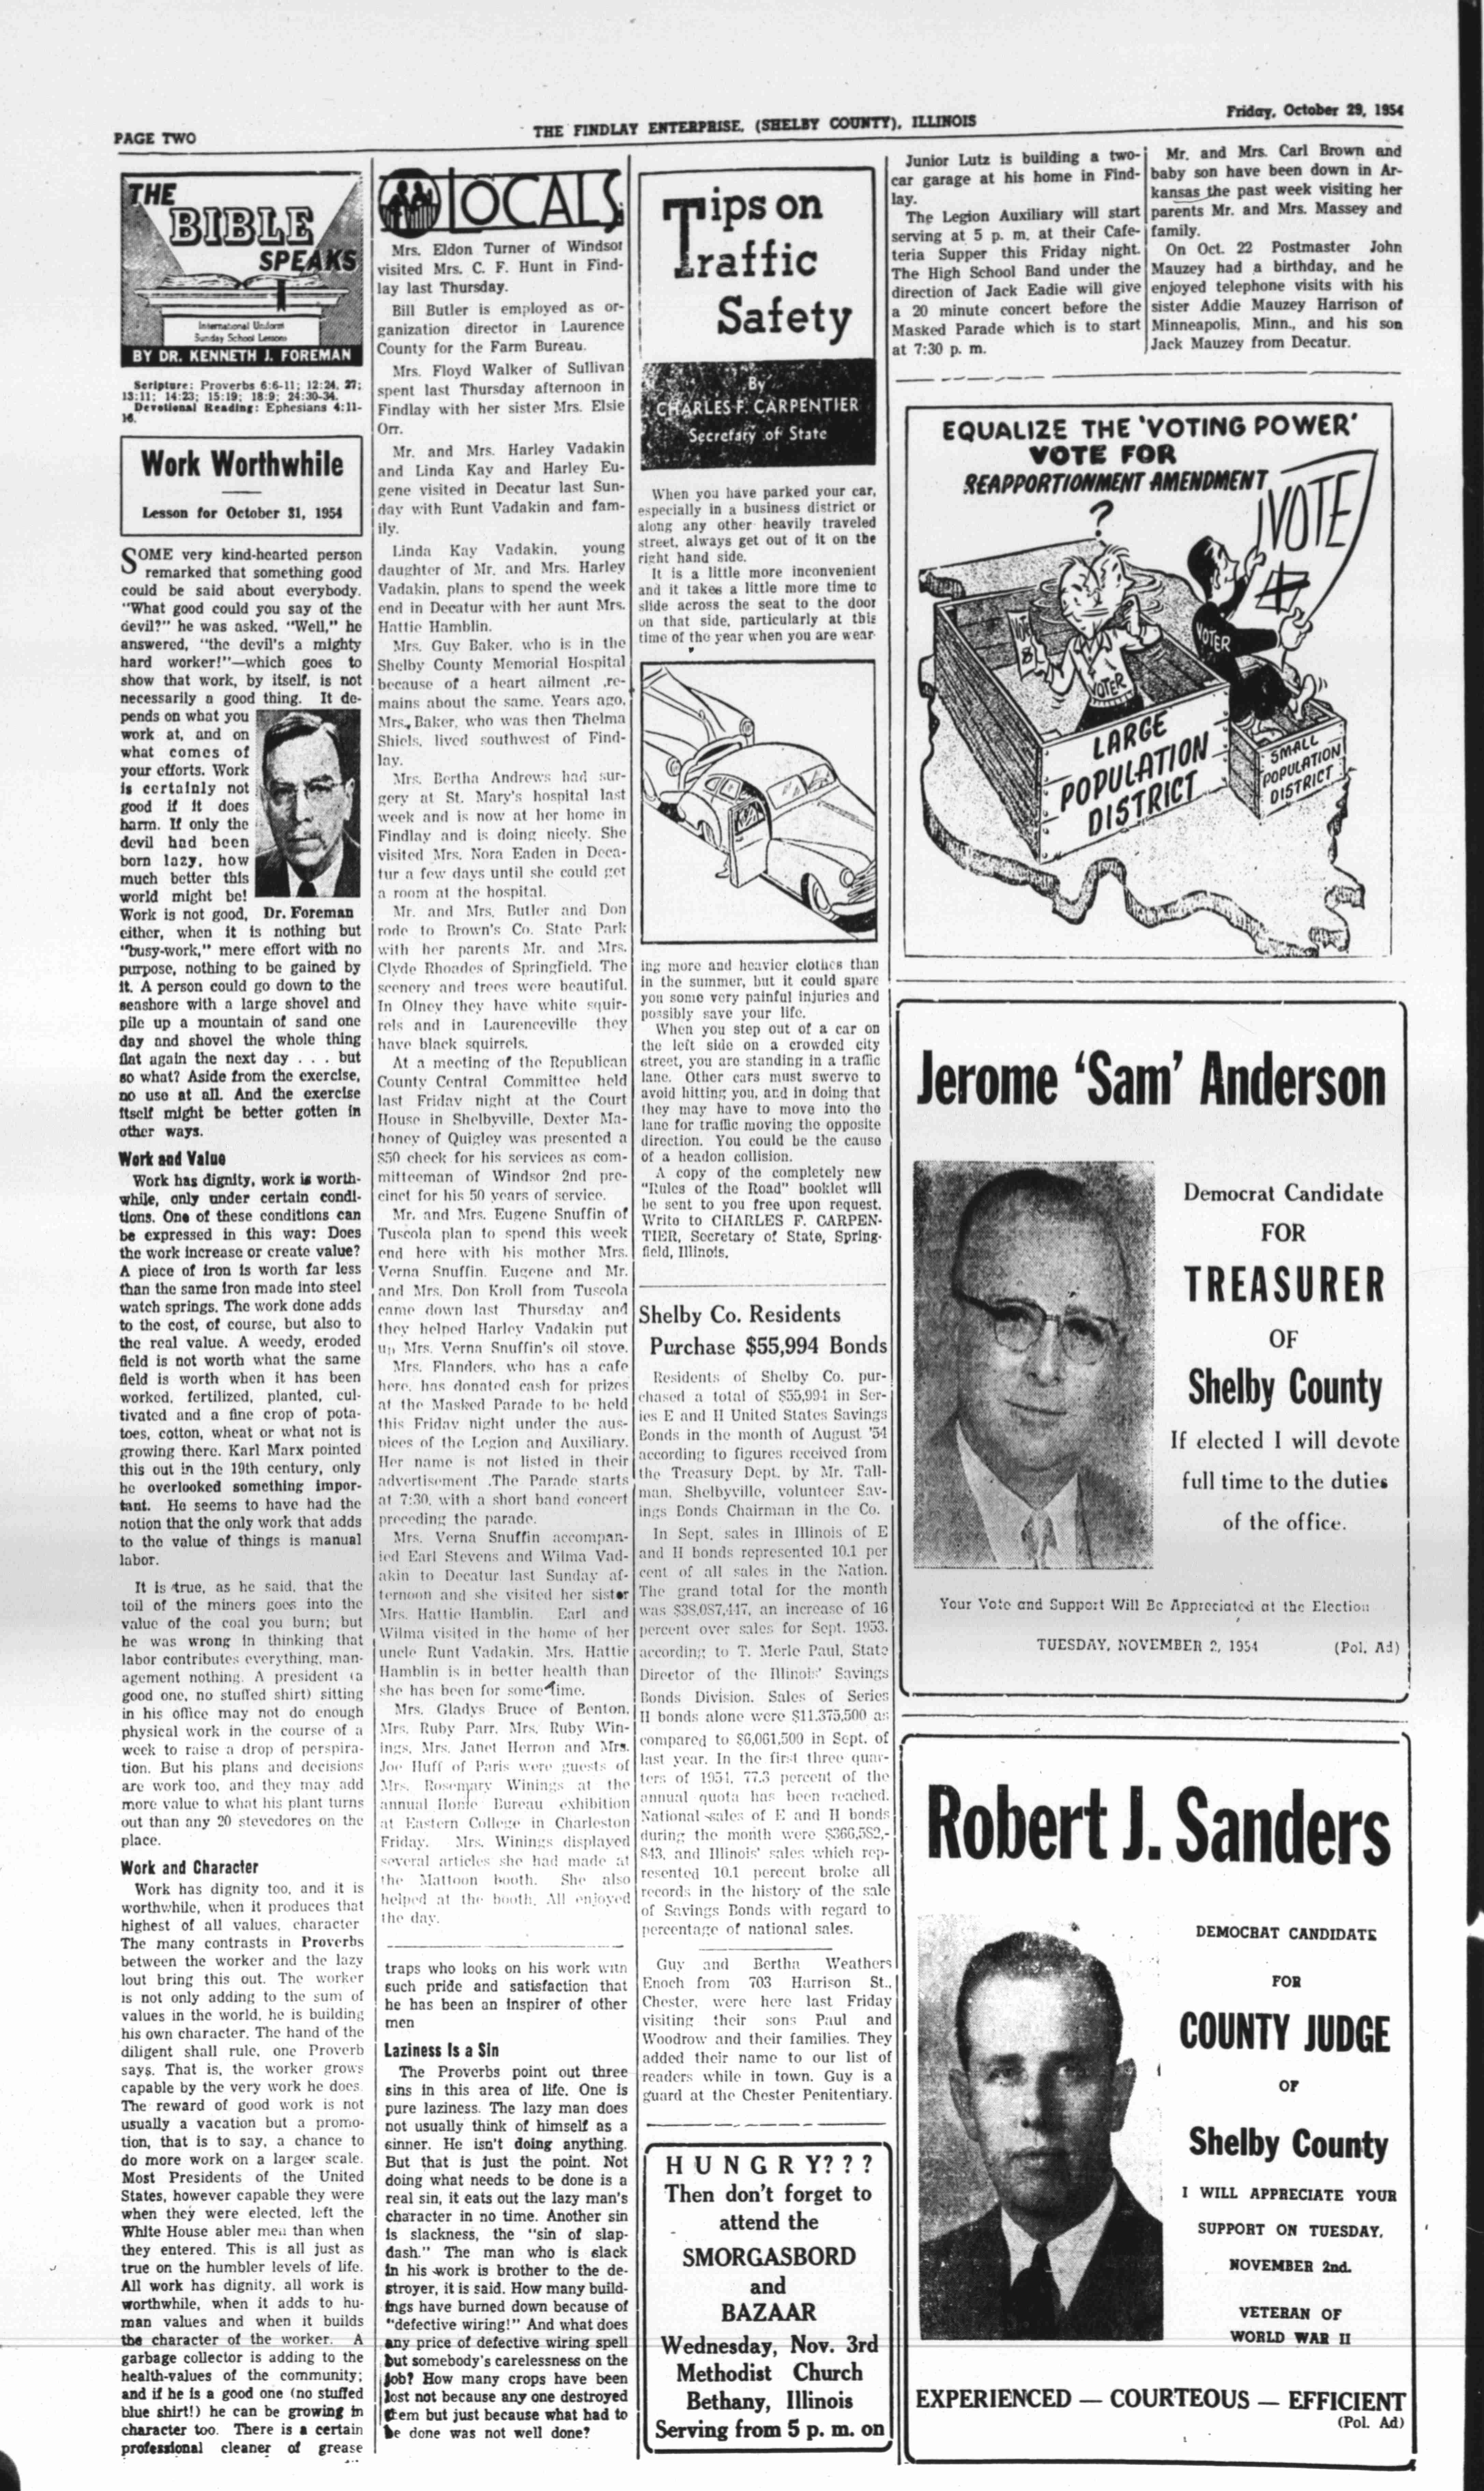 PAGE TWO
THE FINDLAY ENTERPRISE, (SHELBY COUNTY), ILLINOIS
Friday, October 29, 1954
THE
BIBLE
SPEAKS
International Uniform
Sunday School Lessons
BY DR. KENNETH J. FOREMAN
Scripture: Proverbs 6:6-11; 12:24, 27;
13:11; 14:23; 15:19; 18:9; 24:30-34.
Devotional Reading: Ephesians 4:11-
16.
Work Worthwhile
Lesson for October 31, 1954
SOME very kind-hearted person
remarked that something good
could be said about everybody.
"What good could you say of the
devil?" he was asked. "Well," he
answered, "the devil's a mighty
hard worker!"—which goes to
show that work, by itself, is not
necessarily a good thing. It de-
pends on what you
work at, and on
what comes of
your efforts. Work
is certainly not
good if it does
harm. If only the
devil had been
born lazy, how
much better this
world might be!
Work is not good,
Dr. Foreman
either, when it is nothing but
"busy-work," mere effort with no
purpose, nothing to be gained by
it. A person could go down to the
seashore with a large shovel and
pile up a mountain of sand one
day and shovel the whole thing
flat again the next day . . . but
so what? Aside from the exercise,
no use at all. And the exercise
itself might be better gotten in
other ways.
Work and Value
Work has dignity, work is worth-
while, only under certain condi-
tions. One of these conditions can
be expressed in this way: Does
the work increase or create value?
A piece of iron is worth far less
than the same iron made into steel
watch springs. The work done adds
to the cost, of course, but also to
the real value. A weedy, eroded
field is not worth what the same
field is worth when it has been
worked, fertilized, planted, cul-
tivated and a fine crop of pota-
toes, cotton, wheat or what not is
growing there. Karl Marx pointed
this out in the 19th century, only
he overlooked something impor-
tant. He seems to have had the
notion that the only work that adds
to the value of things is manual
labor.
It is true, as he said, that the
toil of the miners goes into the
value of the coal you burn; but
he was wrong in thinking that
labor contributes everything, man-
agement nothing. A president (a
good one, no stuffed shirt) sitting
in his office may not do enough
physical work in the course of a
week to raise a drop of perspira-
tion. But his plans and decisions
are work too, and they may add
more value to what his plant turns
out than any 20 stevedores on the
place.
Work and Character
Work has dignity too, and it is
worthwhile, when it produces that
highest of all values, character
The many contrasts in Proverbs
between the worker and the lazy
lout bring this out. The worker
is not only adding to the sum of
values in the world, he is building
his own character. The hand of the
diligent shall rule, one Proverb
says. That is, the worker grows
capable by the very work he does.
The reward of good work is not
usually a vacation but a promo-
tion, that is to say, a chance to
do more work on a larger scale.
Most Presidents of the United
States, however capable they were
when they were elected, left the
White House abler men than when
they entered. This is all just as
true on the humbler levels of life.
All work has dignity, all work is
worthwhile, when it adds to hu-
man values and when it builds
the character of the worker. A
garbage collector is adding to the
health-values of the community;
and if he is a good one (no stuffed
blue shirt!) he can be growing in
character too. There is a certain
professional cleaner of grease
LOCALS
Mrs. Eldon Turner of Windsor
visited Mrs. C. F. Hunt in Find-
lay last Thursday.
Bill Butler is employed as or-
ganization director in Laurence
County for the Farm Bureau.
Mrs. Floyd Walker of Sullivan
spent last Thursday afternoon in
Findlay with her sister Mrs. Elsie
Orr.
Mr. and Mrs. Harley Vadakin
and Linda Kay and Harley Eu-
gene visited in Decatur last Sun-
day with Runt Vadakin and fam-
ily.
Linda Kay Vadakin, young
daughter of Mr. and Mrs. Harley
Vadakin, plans to spend the week
end in Decatur with her aunt Mrs.
Hattie Hamblin.
Mrs. Guy Baker, who is in the
Shelby County Memorial Hospital
because of a heart ailment ,re-
mains about the same. Years ago,
Mrs. Baker, who was then Thelma
Shiels, lived southwest of Find-
lay.
Mrs. Bertha Andrews had sur-
gery at St. Mary's hospital last
week and is now at her home in
Findlay and is doing nicely. She
visited Mrs. Nora Eaden in Deca-
tur a few days until she could get
a room at the hospital.
Mr. and Mrs. Butler and Don
rode to Brown's Co. State Park
with her parents Mr. and Mrs.
Clyde Rhoades of Springfield. The
scenery and trees were beautiful.
In Olney they have white squir-
rels and in Laurenceville they
have black squirrels.
At a meeting of the Republican
County Central Committee held
last Friday night at the Court
House in Shelbyville, Dexter Ma-
honey of Quigley was presented a
$50 check for his services as com-
mitteeman of Windsor 2nd pre-
cinct for his 50 years of service.
Mr. and Mrs. Eugene Snuffin of
Tuscola plan to spend this week
end here with his mother Mrs.
Verna Snuffin. Eugene and Mr.
and Mrs. Don Kroll from Tuscola
came down last Thursday and
they helped Harley Vadakin put
up Mrs. Verna Snuffin's oil stove.
Mrs. Flanders, who has a cafe
here, has donated cash for prizes
at the Masked Parade to be held
this Friday night under the aus-
pices of the Legion and Auxiliary.
Her name is not listed in their
advertisement .The Parade starts
at 7:30, with a short band concert
preceding the parade.
Mrs. Verna Snuffin accompan-
ied Earl Stevens and Wilma Vad-
akin to Decatur last Sunday af-
ternoon and she visited her sister
Mrs. Hattie Hamblin. Earl and
Wilma visited in the home of her
uncle Runt Vadakin. Mrs. Hattie
Hamblin is in better health than
she has been for some time.
Mrs. Gladys Bruce of Benton,
Mrs. Ruby Parr, Mrs. Ruby Win-
ings, Mrs. Janet Herron and Mrs.
Joe Huff of Paris were guests of
Mrs. Rosemary Winings at the
annual Home Bureau exhibition
at Eastern College in Charleston
Friday. Mrs. Winings displayed
several articles she had made at
the Mattoon booth. She also
helped at the booth. All enjoyed
the day.
traps who looks on his work with
such pride and satisfaction that
he has been an inspirer of other
men
Laziness Is a Sin
The Proverbs point out three
sins in this area of life. One is
pure laziness. The lazy man does
not usually think of himself as a
sinner. He isn't doing anything.
But that is just the point. Not
doing what needs to be done is a
real sin, it eats out the lazy man's
character in no time. Another sin
is slackness, the "sin of slap-
dash." The man who is slack
in his work is brother to the de-
stroyer, it is said. How many build-
ings have burned down because of
"defective wiring!" And what does
any price of defective wiring spell
but somebody's carelessness on the
job? How many crops have been
lost not because any one destroyed
them but just because what had to
be done was not well done?
Tips on
Traffic
Safety
By
CHARLES F. CARPENTIER
Secretary of State
When you have parked your car,
especially in a business district or
along any other heavily traveled
street, always get out of it on the
right hand side.
It is a little more inconvenient
and it takes a little more time to
slide across the seat to the door
on that side, particularly at this
time of the year when you are wear-
ing more and heavier clothes than
in the summer, but it could spare
you some very painful injuries and
possibly save your life.
When you step out of a car on
the left side on a crowded city
street, you are standing in a traffic
lane. Other cars must swerve to
avoid hitting you, and in doing that
they may have to move into the
lane for traffic moving the opposite
direction. You could be the cause
of a headon collision.
A copy of the completely new
"Rules of the Road" booklet will
be sent to you free upon request.
Write to CHARLES F. CARPEN-
TIER, Secretary of State, Spring-
field, Illinois.
Shelby Co. Residents
Purchase $55,994 Bonds
Residents of Shelby Co. pur-
chased a total of $55,994 in Ser-
ies E and H United States Savings
Bonds in the month of August '54
according to figures received from
the Treasury Dept. by Mr. Tall-
man, Shelbyville, volunteer Sav-
ings Bonds Chairman in the Co.
In Sept. sales in Illinois of E
and H bonds represented 10.1 per
cent of all sales in the Nation.
The grand total for the month
was $38,087,447, an increase of 16
percent over sales for Sept. 1953,
according to T. Merle Paul, State
Director of the Illinois' Savings
Bonds Division. Sales of Series
H bonds alone were $11,375,500 as
compared to $6,061,500 in Sept. of
last year. In the first three quar-
ters of 1954, 77.3 percent of the
annual quota has been reached.
National sales of E and H bonds
during the month were $366,582,-
843, and Illinois' sales which rep-
resented 10.1 percent broke all
records in the history of the sale
of Savings Bonds with regard to
percentage of national sales.
Guy and Bertha Weathers
Enoch from 703 Harrison St.,
Chester, were here last Friday
visiting their sons Paul and
Woodrow and their families. They
added their name to our list of
readers while in town. Guy is a
guard at the Chester Penitentiary.
HUNGRY???
Then don't forget to
attend the
SMORGASBORD
and
BAZAAR
Wednesday, Nov. 3rd
Methodist Church
Bethany, Illinois
Serving from 5 p. m. on
Junior Lutz is building a two-
car garage at his home in Find-
lay.
The Legion Auxiliary will start
serving at 5 p. m. at their Cafe-
teria Supper this Friday night.
The High School Band under the
direction of Jack Eadie will give
a 20 minute concert before the
Masked Parade which is to start
at 7:30 p. m.
Mr. and Mrs. Carl Brown and
baby son have been down in Ar-
kansas the past week visiting her
parents Mr. and Mrs. Massey and
family.
On Oct. 22 Postmaster John
Mauzey had a birthday, and he
enjoyed telephone visits with his
sister Addie Mauzey Harrison of
Minneapolis, Minn., and his son
Jack Mauzey from Decatur.
EQUALIZE THE 'VOTING POWER'
VOTE FOR
REAPPORTIONMENT AMENDMENT
?
VOTE
VOTE
VOTER
VOTER
LARGE
POPULATION
DISTRICT
SMALL
POPULATION
DISTRICT
Jerome 'Sam' Anderson
Democrat Candidate
FOR
TREASURER
OF
Shelby County
If elected I will devote
full time to the duties
of the office.
Your Vote and Support Will Be Appreciated at the Election
TUESDAY, NOVEMBER 2, 1954 (Pol. Ad)
Robert J. Sanders
DEMOCRAT CANDIDATE
FOR
COUNTY JUDGE
OF
Shelby County
I WILL APPRECIATE YOUR
SUPPORT ON TUESDAY,
NOVEMBER 2nd.
VETERAN OF
WORLD WAR II
EXPERIENCED — COURTEOUS — EFFICIENT
(Pol. Ad)